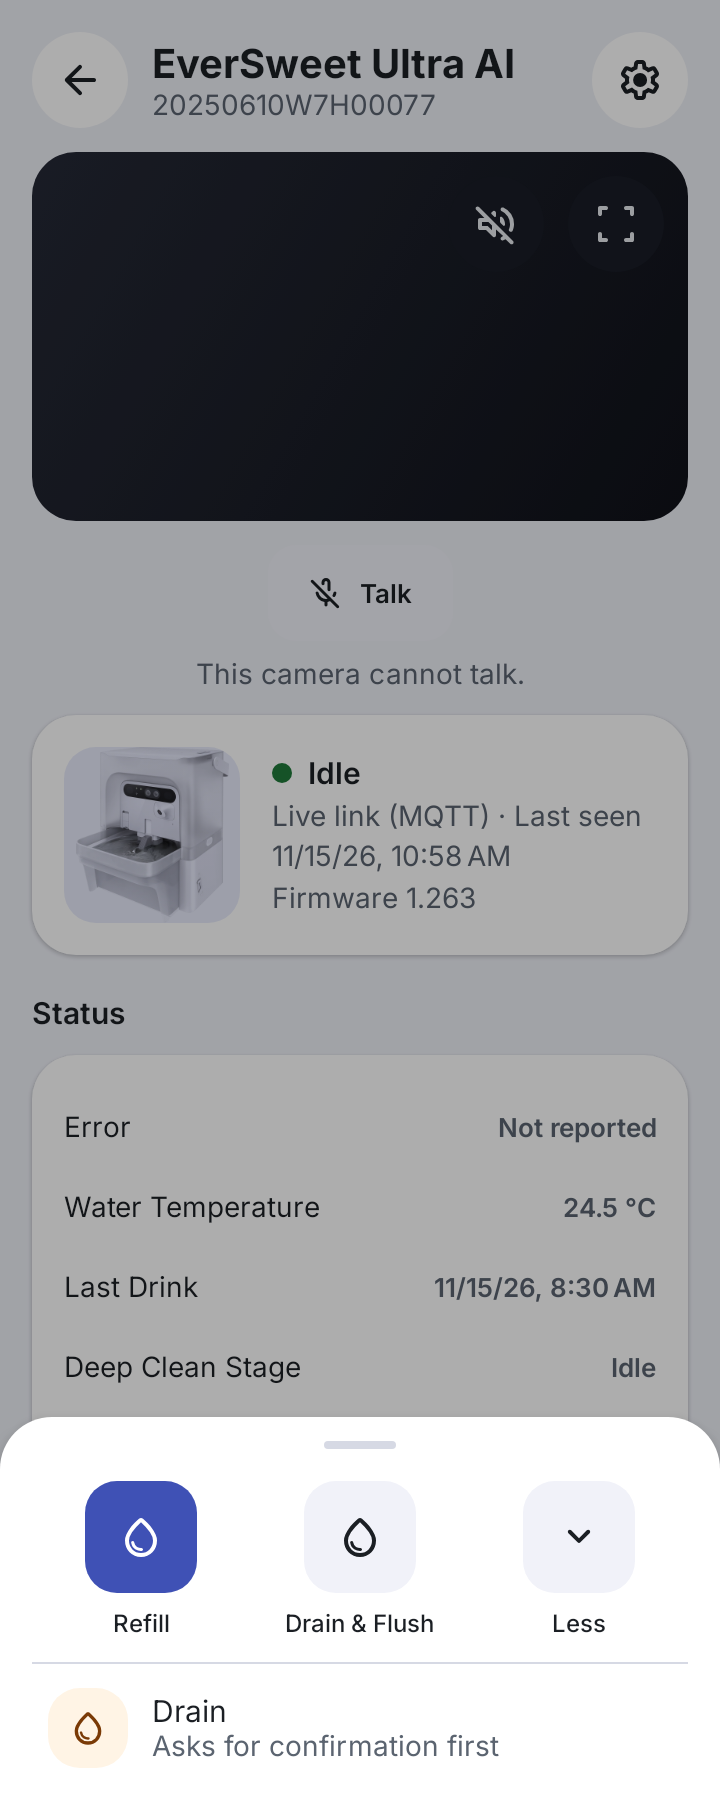 EverSweet Ultra AI
20250610W7H00077
Talk
This camera cannot talk.
Idle
Live link (MQTT) · Last seen
11/15/26, 10:58 AM
Firmware 1.263
Status
Error Not reported
Water Temperature 24.5 °C
Last Drink 11/15/26, 8:30 AM
Deep Clean Stage Idle
Refill Drain & Flush Less
Drain
Asks for confirmation first